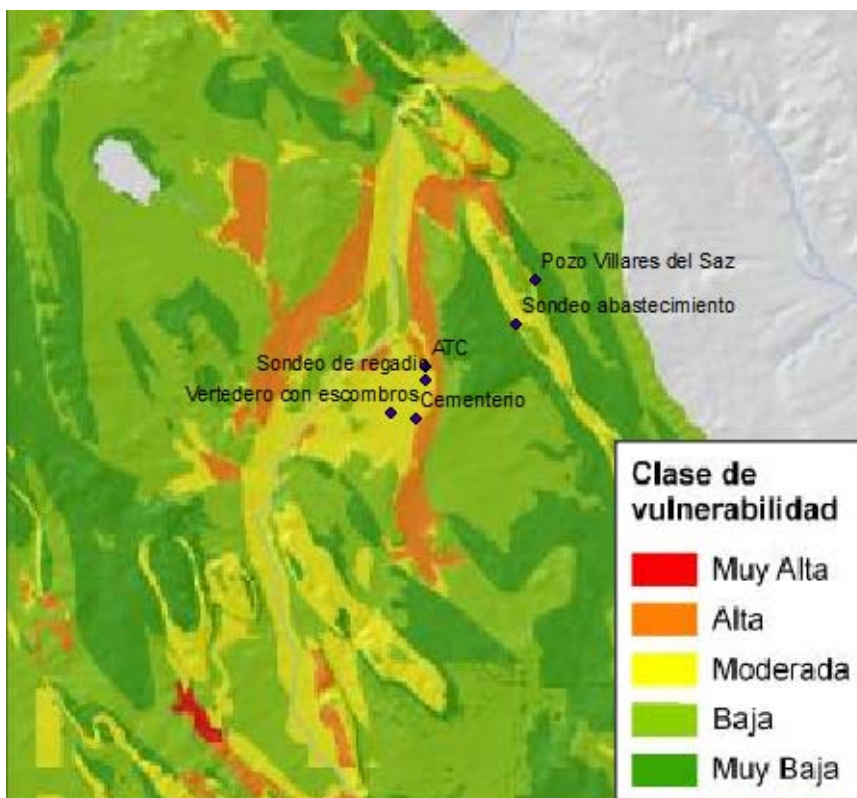 Pozo Villares del Saz
Sondeo abastecimiento
ATC
Sondeo de regadio
Vertedero con escombros
Cementerio
Clase de
vulnerabilidad
Muy Alta
Alta
Moderada
Baja
Muy Baja